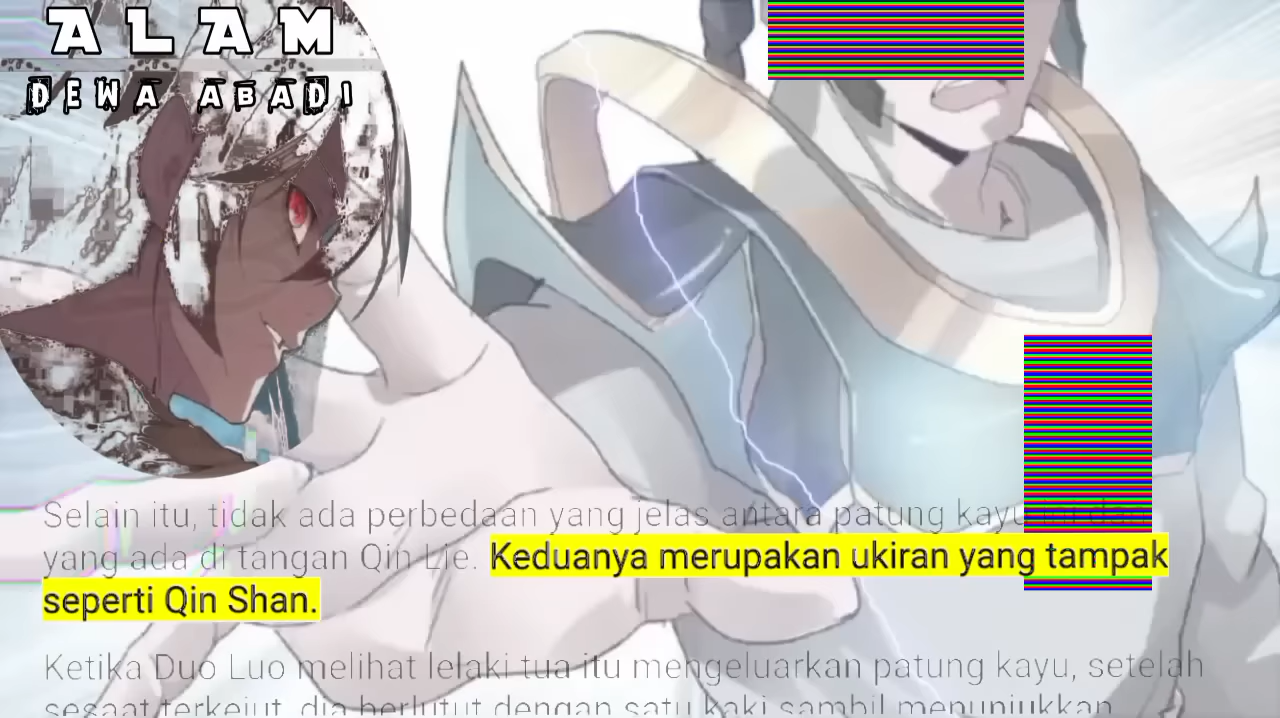 ALAM
DEWA ABADI
Selain itu, tidak ada perbedaan yang jelas antara patung kayu ini dan
yang ada di tangan Qin Lie. Keduanya merupakan ukiran yang tampak
seperti Qin Shan.
Ketika Duo Luo melihat lelaki tua itu mengeluarkan patung kayu, setelah
sesaat terkejut, dia berlutut dengan satu kaki sambil menunjukkan